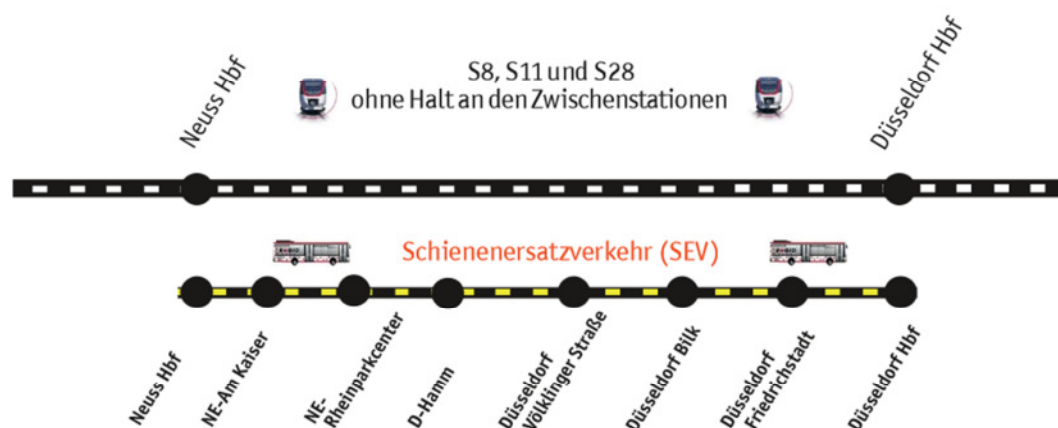 Neuss Hbf
S8, S11 und S28
ohne Halt an den Zwischenstationen
Düsseldorf Hbf
Schienenersatzverkehr (SEV)
Neuss Hbf
NE-Am Kaiser
NE-
Rheinparkcenter
D-Hamm
Düsseldorf
Völklinger Straße
Düsseldorf Bilk
Düsseldorf
Friedrichstadt
Düsseldorf Hbf